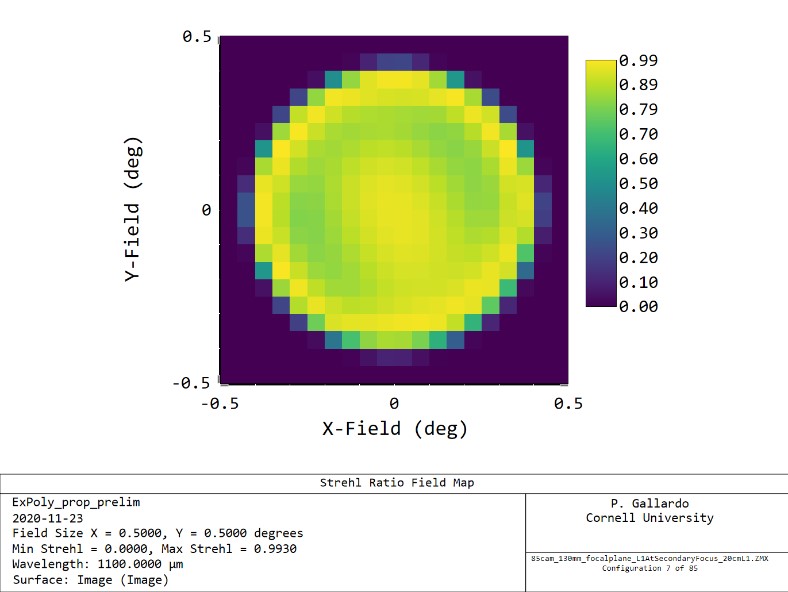 0.5
0
-0.5
Y-Field (deg)
-0.5
0
0.5
X-Field (deg)
0.99
0.89
0.79
0.70
0.60
0.50
0.40
0.30
0.20
0.10
0.00
Strehl Ratio Field Map
ExPoly_prop_prelim
2020-11-23
Field Size X = 0.5000, Y = 0.5000 degrees
Min Strehl = 0.0000, Max Strehl = 0.9930
Wavelength: 1100.0000 µm
Surface: Image (Image)
P. Gallardo
Cornell University
85cam_130mm_focalplane_L1AtSecondaryFocus_20cmL1.ZMX
Configuration 7 of 85